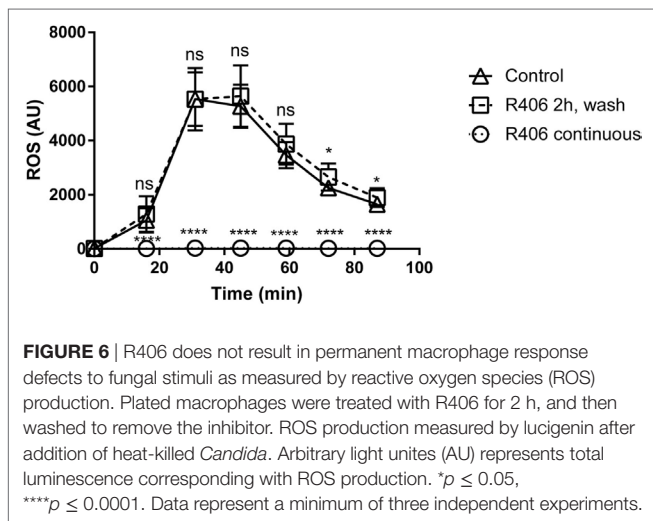 8000
6000
4000
2000
0
ROS (AU)
ns
ns
ns
ns
*
*
**** **** **** **** **** ****
0 20 40 60 80 100
Time (min)
Control
R406 2h, wash
R406 continuous
FIGURE 6 | R406 does not result in permanent macrophage response
defects to fungal stimuli as measured by reactive oxygen species (ROS)
production. Plated macrophages were treated with R406 for 2 h, and then
washed to remove the inhibitor. ROS production measured by lucigenin after
addition of heat-killed Candida. Arbitrary light unites (AU) represents total
luminescence corresponding with ROS production. *p ≤ 0.05,
****p ≤ 0.0001. Data represent a minimum of three independent experiments.